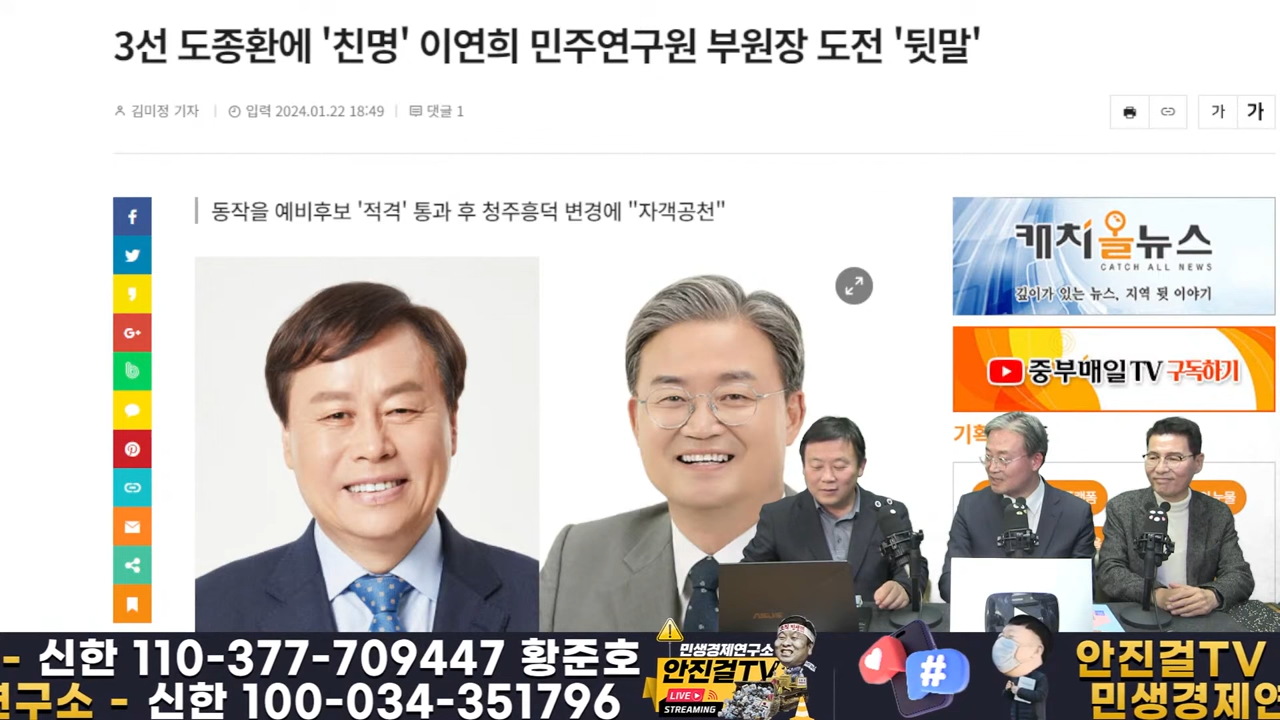 3선 도종환에 '친명' 이연희 민주연구원 부원장 도전 '뒷말'
김미정 기자
입력 2024.01.22 18:49
댓글 1
가
가
동작을 예비후보 '적격' 통과 후 청주흥덕 변경에 "자객공천"
캐치올뉴스
CATCH ALL NEWS
깊이가 있는 뉴스, 지역 뒷 이야기
중부매일TV 구독하기
기획
눈물
- 신한 110-377-709447 황준호
연구소 - 신한 100-034-351796
민생경제연구소
안진걸TV
LIVE
STREAMING
#
안진걸TV
민생경제연